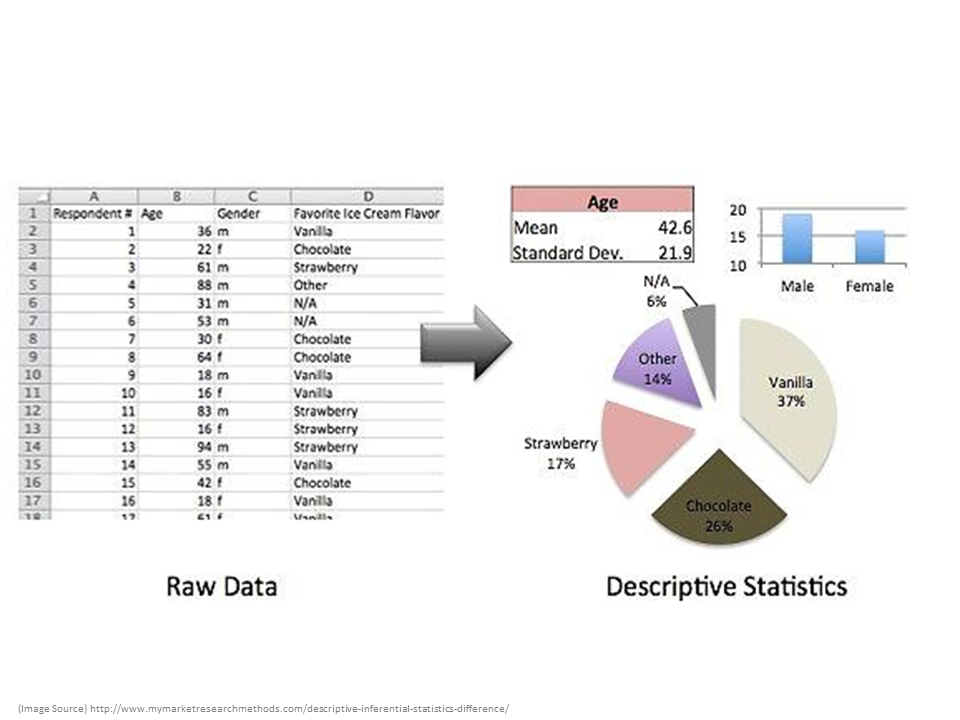 A B C D
1 Respondent # Age Gender Favorite Ice Cream Flavor
2 1 36 m Vanilla
3 2 22 f Chocolate
4 3 61 m Strawberry
5 4 88 m Other
6 5 31 m N/A
7 6 53 m N/A
8 7 30 f Chocolate
9 8 64 f Chocolate
10 9 18 m Vanilla
11 10 16 f Vanilla
12 11 83 m Strawberry
13 12 16 f Strawberry
14 13 94 m Strawberry
15 14 55 m Vanilla
16 15 42 f Chocolate
17 16 18 f Vanilla
18 17 61 f Vanilla
Raw Data
Age
Mean 42.6
Standard Dev. 21.9
20
15
10
Male Female
N/A
6%
Other
14%
Vanilla
37%
Strawberry
17%
Chocolate
26%
Descriptive Statistics
(Image Source) http://www.mymarketresearchmethods.com/descriptive-inferential-statistics-difference/